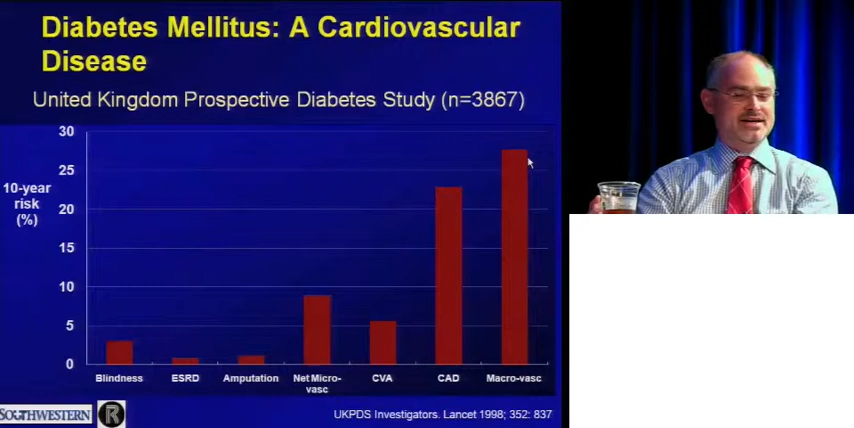 Diabetes Mellitus: A Cardiovascular
Disease
United Kingdom Prospective Diabetes Study (n=3867)
30
25
20
15
10
5
0
10-year
risk
(%)
Blindness
ESRD
Amputation
Net Micro-
vasc
CVA
CAD
Macro-vasc
SOUTHWESTERN
R
UKPDS Investigators. Lancet 1998; 352: 837